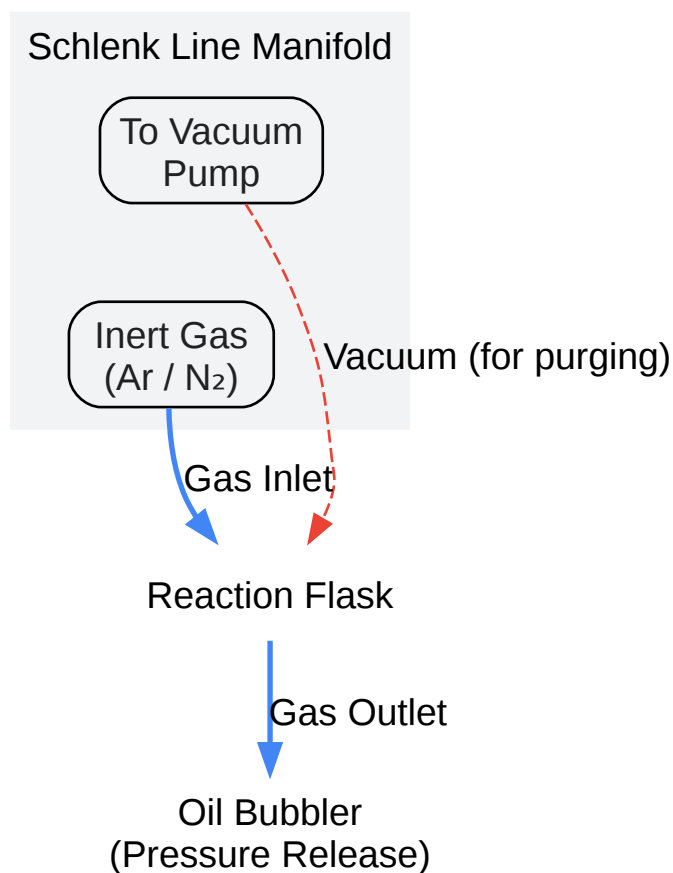 Schlenk Line Manifold
To Vacuum
Pump
Inert Gas
(Ar / N₂)
Vacuum (for purging)
Gas Inlet
Reaction Flask
Gas Outlet
Oil Bubbler
(Pressure Release)